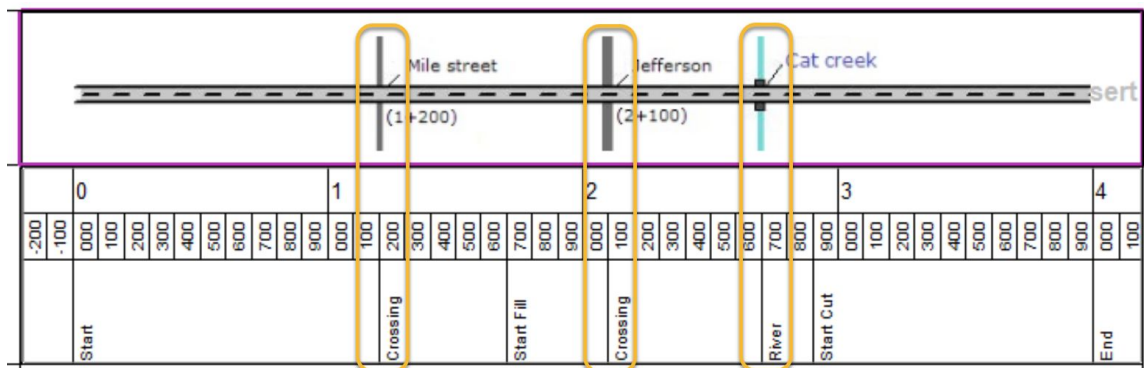 Mile street
Jefferson
Cat creek
sert
(1+200)
(2+100)
0 1 2 3 4
-200 -100 000 100 200 300 400 500 600 700 800 900 000 100 200 300 400 500 600 700 800 900 000 100 200 300 400 500 600 700 800 900 000 100 200 300 400 500 600 700 800 900 000 100
Start
Crossing
Start Fill
Crossing
River
Start Cut
End